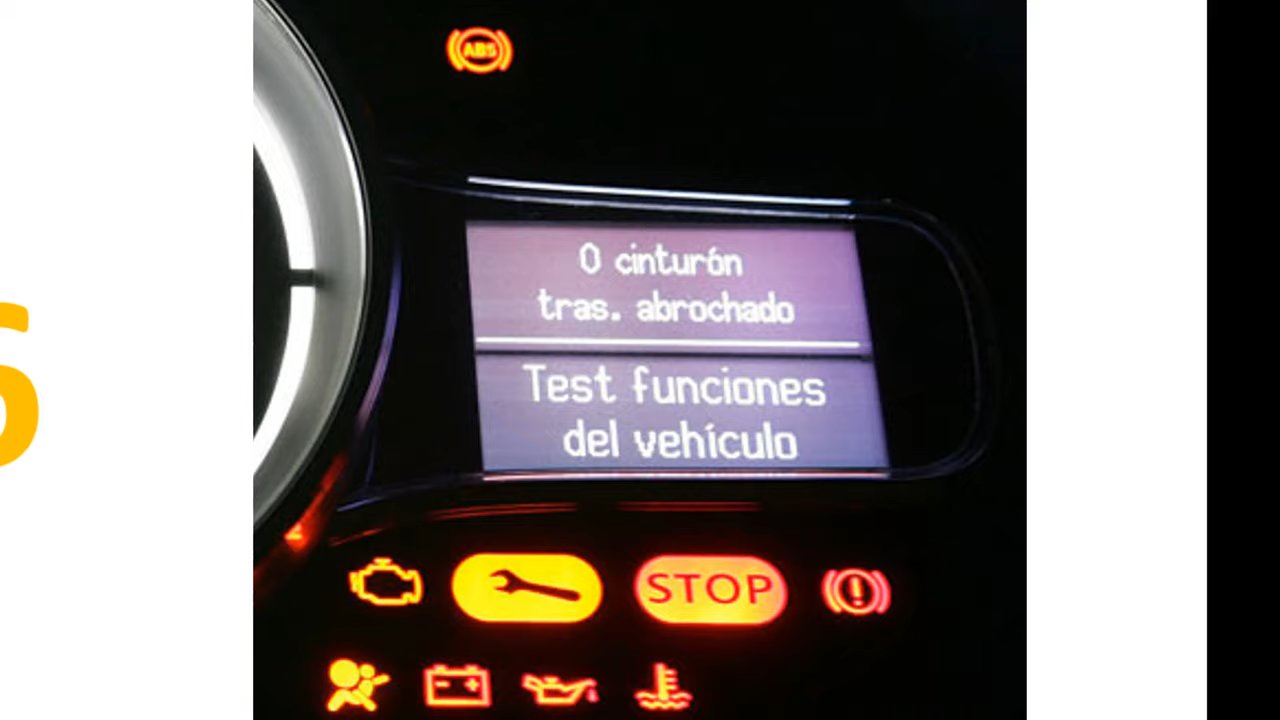 ABS
0 cinturón
tras. abrochado
Test funciones
del vehículo
STOP